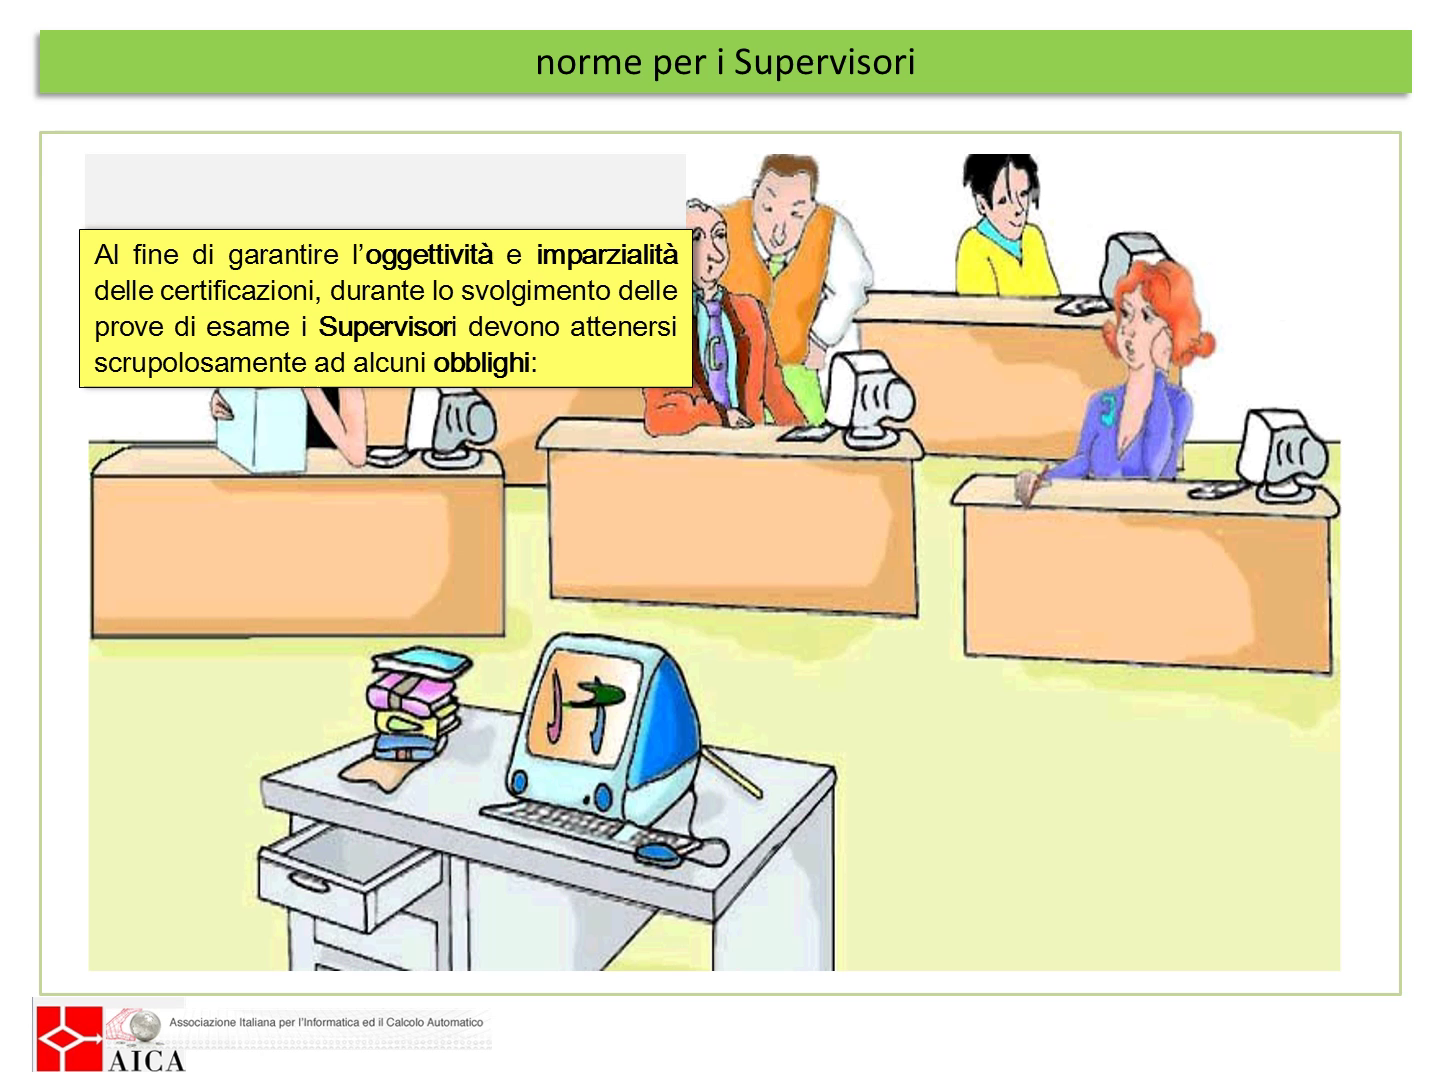 norme per i Supervisori
Al fine di garantire l’oggettività e imparzialità
delle certificazioni, durante lo svolgimento delle
prove di esame i Supervisori devono attenersi
scrupolosamente ad alcuni obblighi:
Associazione Italiana per l'Informatica ed il Calcolo Automatico
AICA